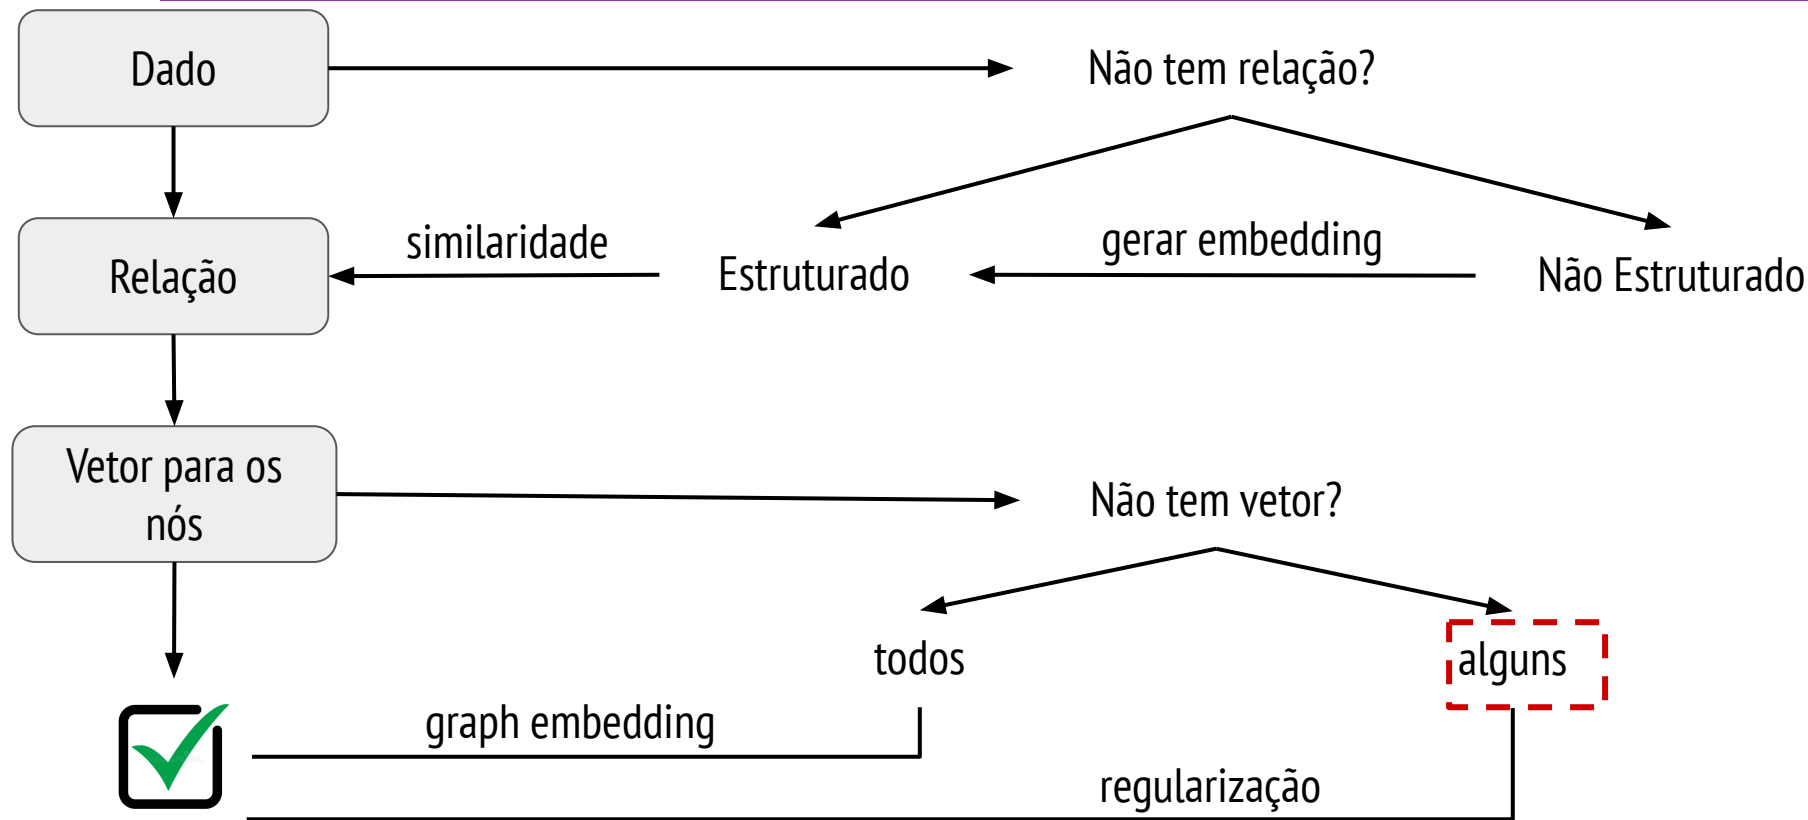 Dado
Não tem relação?
similaridade
gerar embedding
Relação
Estruturado
Não Estruturado
Vetor para os
nós
Não tem vetor?
todos
alguns
graph embedding
regularização